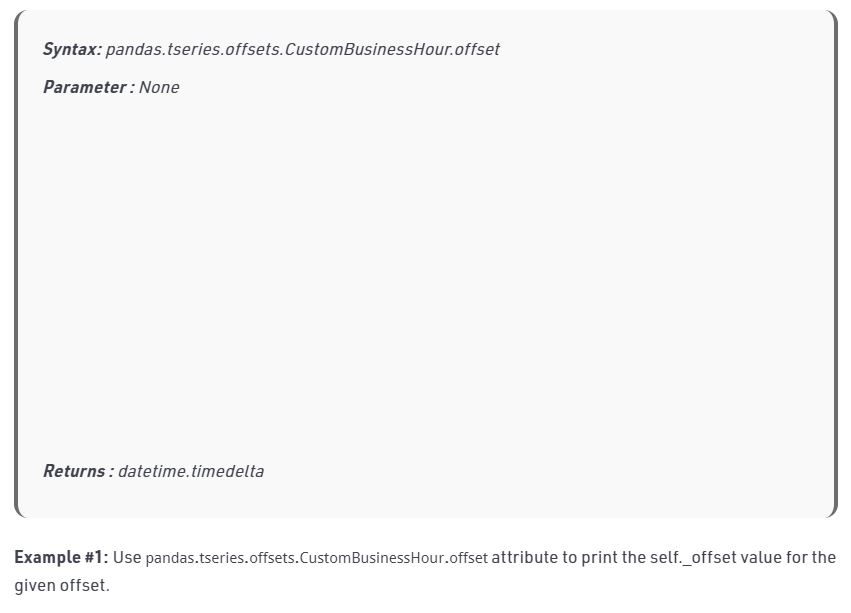 Syntax: pandas.tseries.offsets.CustomBusinessHour.offset
Parameter : None
Returns : datetime.timedelta
Example #1: Use pandas.tseries.offsets.CustomBusinessHour.offset attribute to print the self._offset value for the
given offset.